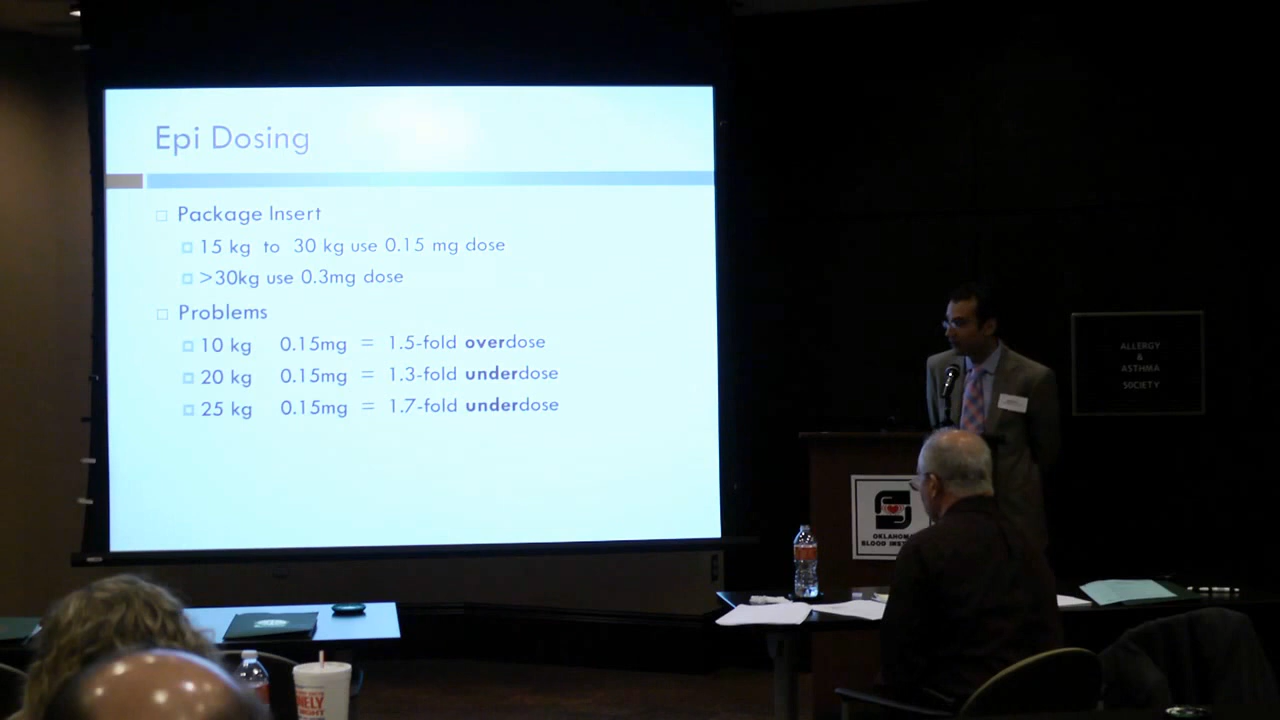 Epi Dosing
Package Insert
15 kg to 30 kg use 0.15 mg dose
>30kg use 0.3mg dose
Problems
10 kg 0.15mg = 1.5-fold overdose
20 kg 0.15mg = 1.3-fold underdose
25 kg 0.15mg = 1.7-fold underdose
ALLERGY
&
ASTHMA
SOCIETY
BLOOD